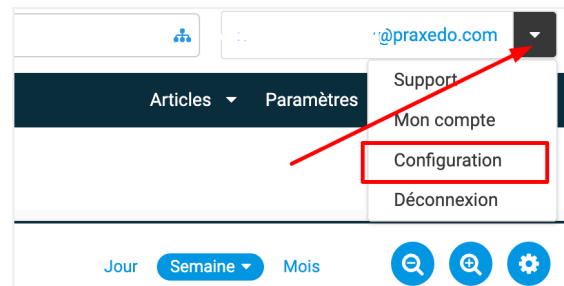 @praxedo.com
Support
Articles Paramètres
Mon compte
Configuration
Déconnexion
Jour Semaine Mois